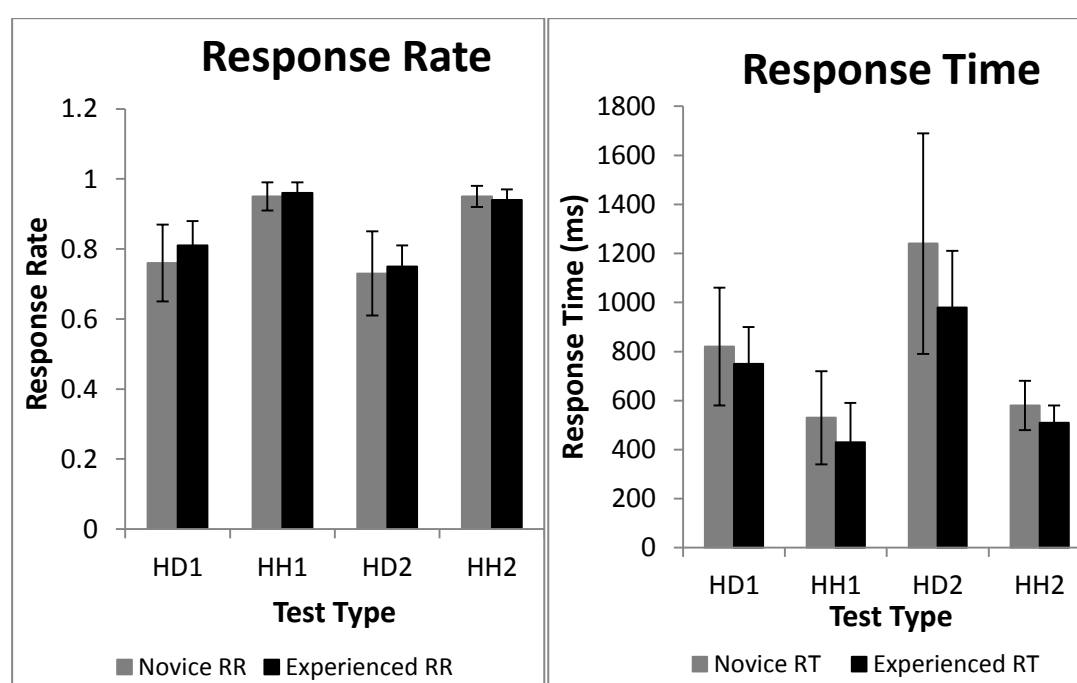 Response Rate
1.2
1
0.8
0.6
0.4
0.2
0
Response Rate
HD1 HH1 HD2 HH2
Test Type
Novice RR Experienced RR
Response Time
1800
1600
1400
1200
1000
800
600
400
200
0
Response Time (ms)
HD1 HH1 HD2 HH2
Test Type
Novice RT Experienced RT